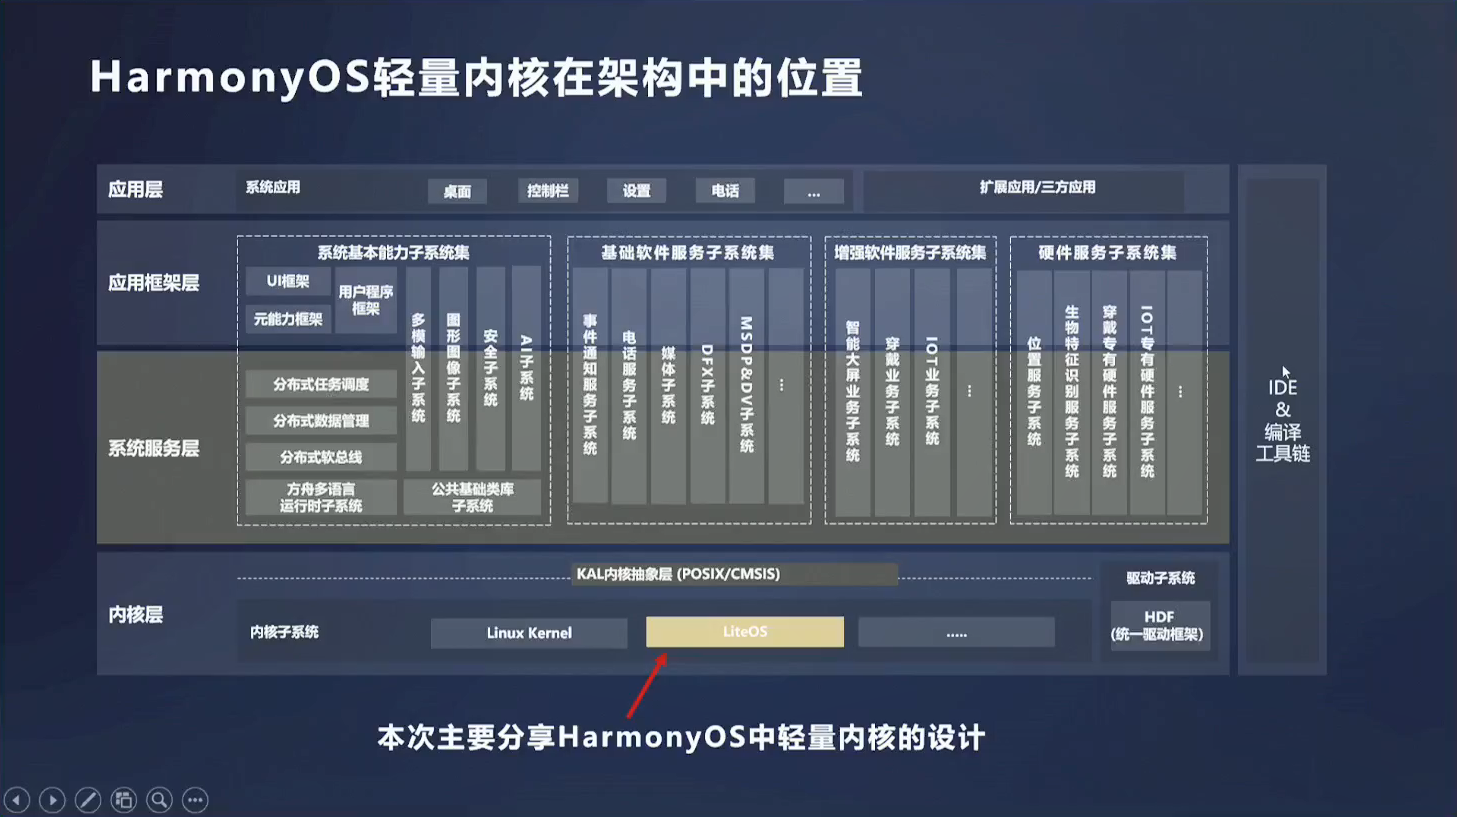 HarmonyOS轻量内核在架构中的位置
应用层
系统应用
桌面
控制栏
设置
电话
...
扩展应用/三方应用
应用框架层
系统基本能力子系统集
UI框架
元能力框架
用户程序
框架
多模输入子系统
图形图像子系统
安全子系统
AI子系统
系统服务层
分布式任务调度
分布式数据管理
分布式软总线
方舟多语言
运行时子系统
公共基础类库
子系统
基础软件服务子系统集
事件通知服务子系统
电话服务子系统
媒体子系统
DFX子系统
MSDP&DV子系统
...
增强软件服务子系统集
智能大屏业务子系统
穿戴业务子系统
IOT业务子系统
...
硬件服务子系统集
位置服务子系统
生物特征识别服务子系统
穿戴专有硬件服务子系统
IOT专有硬件服务子系统
...
IDE
&
编译
工具链
内核层
KAL内核抽象层 (POSIX/CMSIS)
内核子系统
Linux Kernel
LiteOS
.....
驱动子系统
HDF
(统一驱动框架)
本次主要分享HarmonyOS中轻量内核的设计